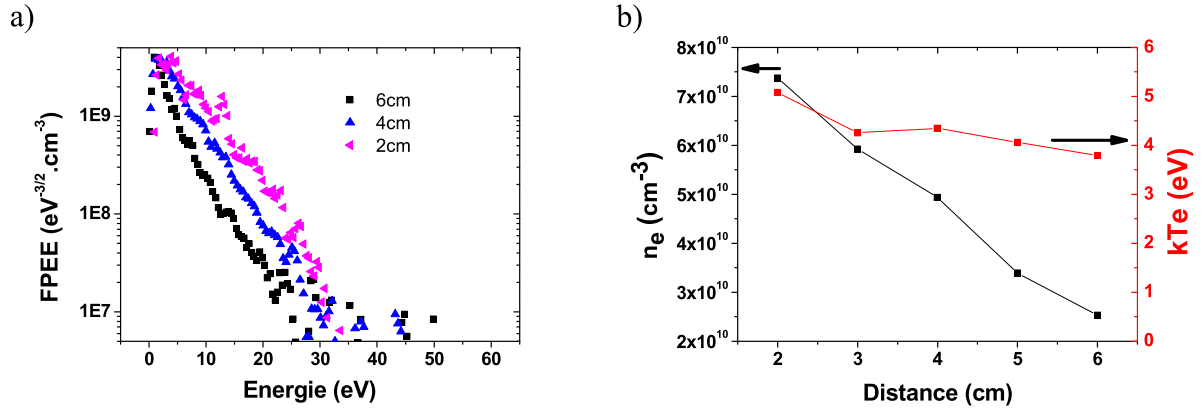 a)
FPEE (eV⁻³ᐟ².cm⁻³)
1E9
1E8
1E7
6cm
4cm
2cm
0 10 20 30 40 50 60
Energie (eV)
b)
nₑ (cm⁻³)
8x10¹⁰
7x10¹⁰
6x10¹⁰
5x10¹⁰
4x10¹⁰
3x10¹⁰
2x10¹⁰
6
5
4
3
2
1
0
kTe (eV)
2 3 4 5 6
Distance (cm)